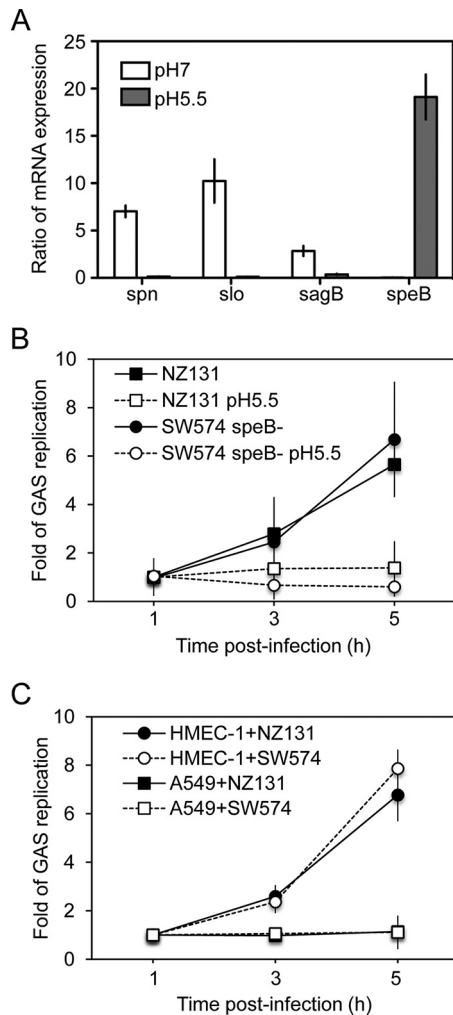 A
25
20
15
10
5
0
Ratio of mRNA expression
pH7
pH5.5
spn slo sagB speB
B
10
8
6
4
2
0
Fold of GAS replication
NZ131
NZ131 pH5.5
SW574 speB-
SW574 speB- pH5.5
1 3 5
Time post-infection (h)
C
10
8
6
4
2
0
Fold of GAS replication
HMEC-1+NZ131
HMEC-1+SW574
A549+NZ131
A549+SW574
1 3 5
Time post-infection (h)